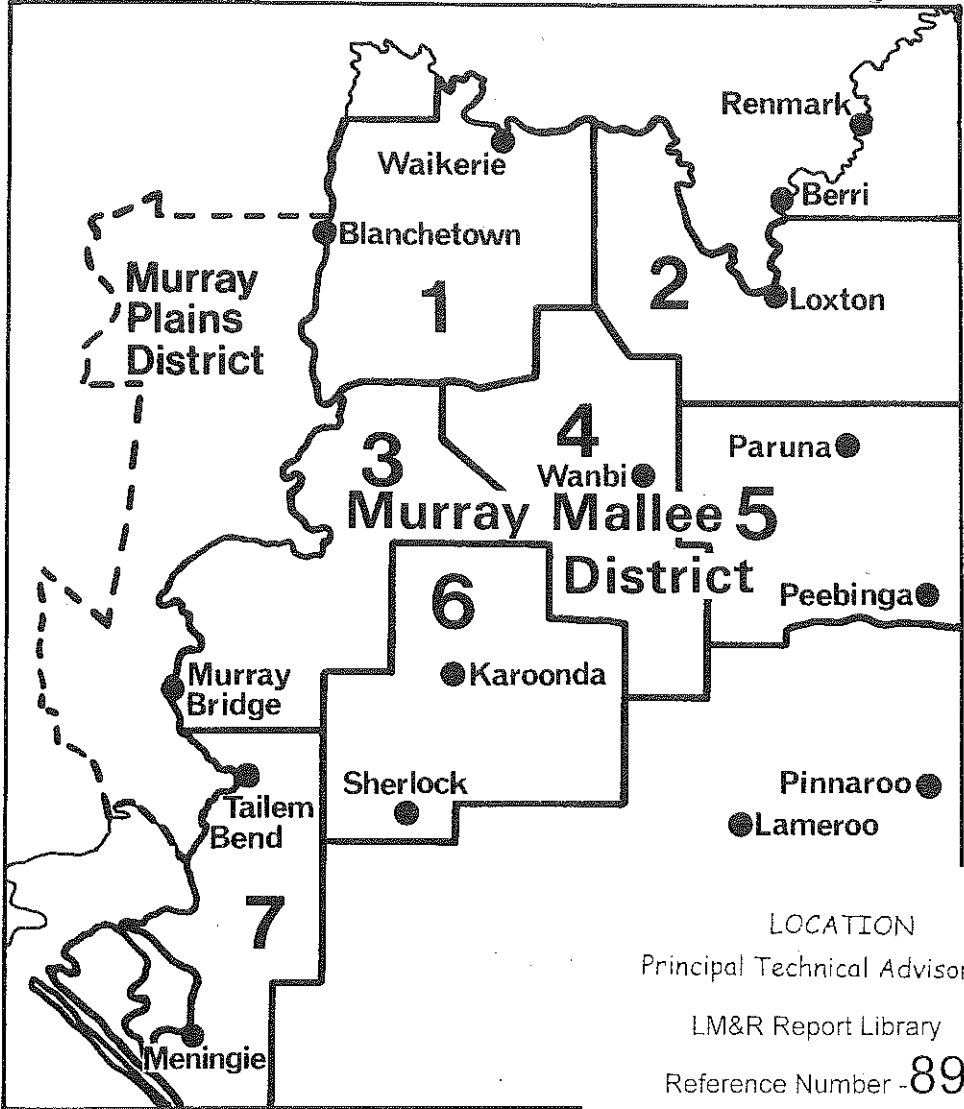 Renmark
Waikerie
Berri
Blanchetown
Murray
Plains
District
1
2
Loxton
3
4
Paruna
Wanbi
Murray Mallee
District
5
6
Peebinga
Karoonda
Murray
Bridge
Sherlock
Pinnaroo
Tailem
Bend
Lameroo
7
LOCATION
Principal Technical Advisor
LM&R Report Library
Meningie
Reference Number -89